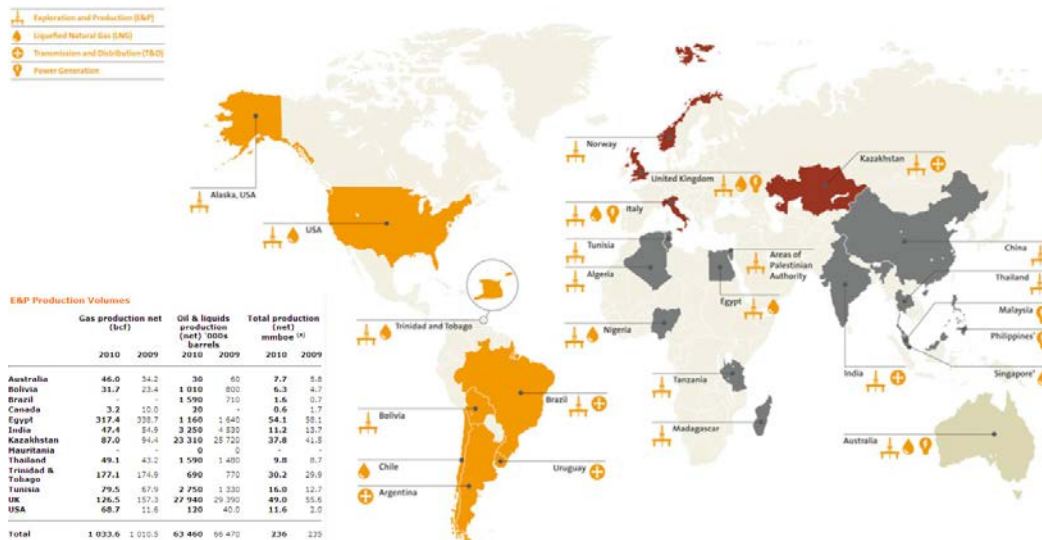 Exploration and Production (E&P)
Liquefied Natural Gas (LNG)
Transmission and Distribution (T&D)
Power Generation
Norway
Kazakhstan
United Kingdom
Alaska, USA
Italy
USA
Tunisia
Areas of
Palestinian
Authority
China
Algeria
Thailand
Egypt
Malaysia
Trinidad and Tobago
Nigeria
Philippines'
India
Singapore'
Tanzania
Brazil
Bolivia
Madagascar
Australia
Chile
Uruguay
Argentina
E&P Production Volumes
Gas production net
(bcf)
Oil & liquids
production
(net) '000s
barrels
Total production
(net)
mmboe (a)
2010 2009 2010 2009 2010 2009
Australia 46.0 34.2 30 60 7.7 5.8
Bolivia 31.7 23.4 1 010 800 6.3 4.7
Brazil - - 1 590 710 1.6 0.7
Canada 3.2 10.0 20 - 0.6 1.7
Egypt 317.4 338.7 1 160 1 640 54.1 58.1
India 47.4 54.9 3 250 4 530 11.2 13.7
Kazakhstan 87.0 94.4 23 310 25 720 37.8 41.5
Mauritania - - 0 0 - -
Thailand 49.1 43.2 1 590 1 480 9.8 8.7
Trinidad &
Tobago 177.1 174.9 690 770 30.2 29.9
Tunisia 79.5 67.9 2 750 1 330 16.0 12.7
UK 126.5 157.3 27 940 29 390 49.0 55.6
USA 68.7 11.6 120 40.0 11.6 2.0
Total 1 033.6 1 010.5 63 460 66 470 236 235